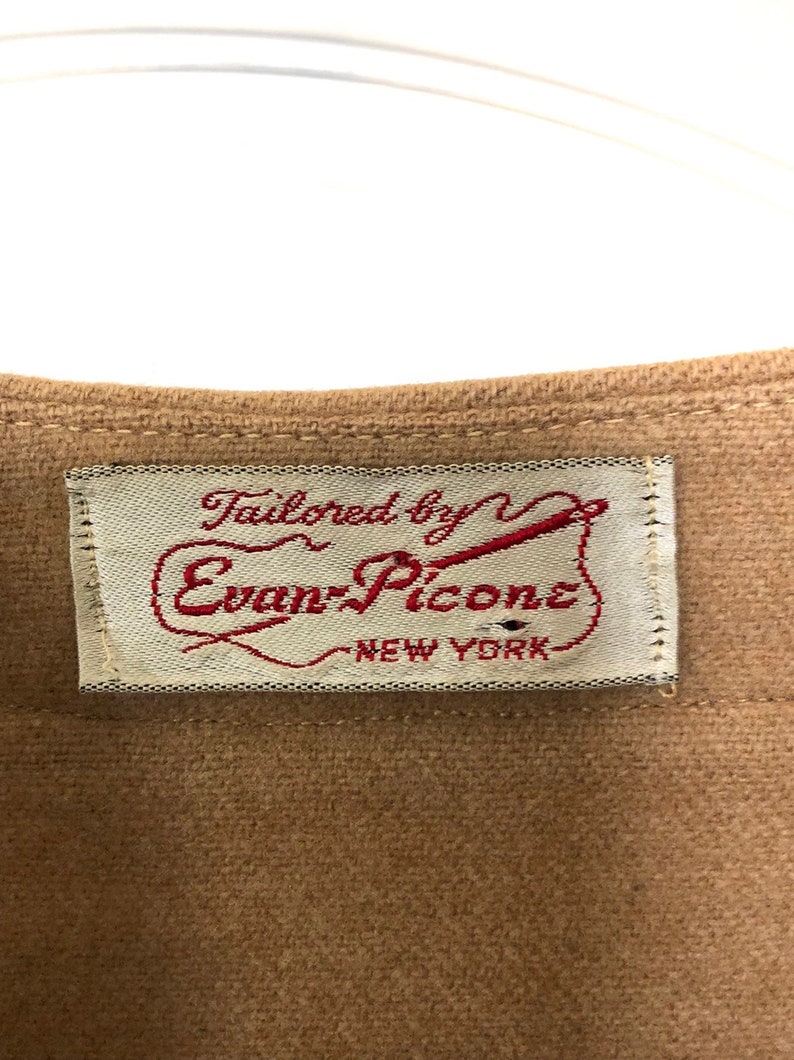 Tailored by
Evan-Picone
NEW YORK